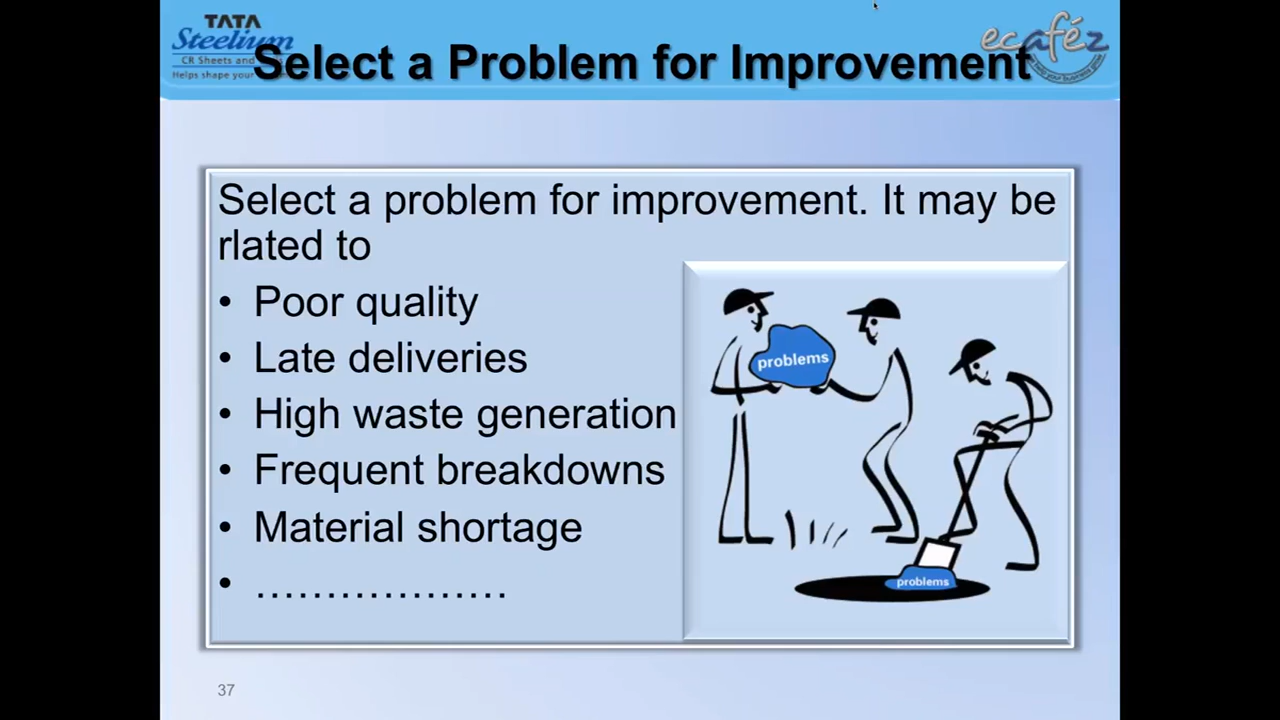 TATA
Steelium
CR Sheets and
Helps shape your
Select a Problem for Improvement
ecafez
Select a problem for improvement. It may be
rlated to
• Poor quality
• Late deliveries
• High waste generation
• Frequent breakdowns
• Material shortage
• ………………
problems
problems
37